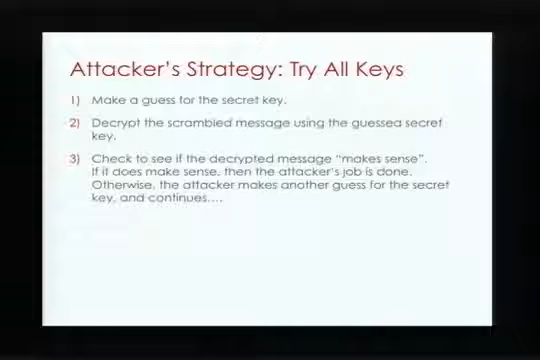 Attacker's Strategy: Try All Keys
1) Make a guess for the secret key.
2) Decrypt the scrambled message using the guessed secret
key.
3) Check to see if the decrypted message “makes sense”.
If it does make sense, then the attacker's job is done.
Otherwise, the attacker makes another guess for the secret
key, and continues….